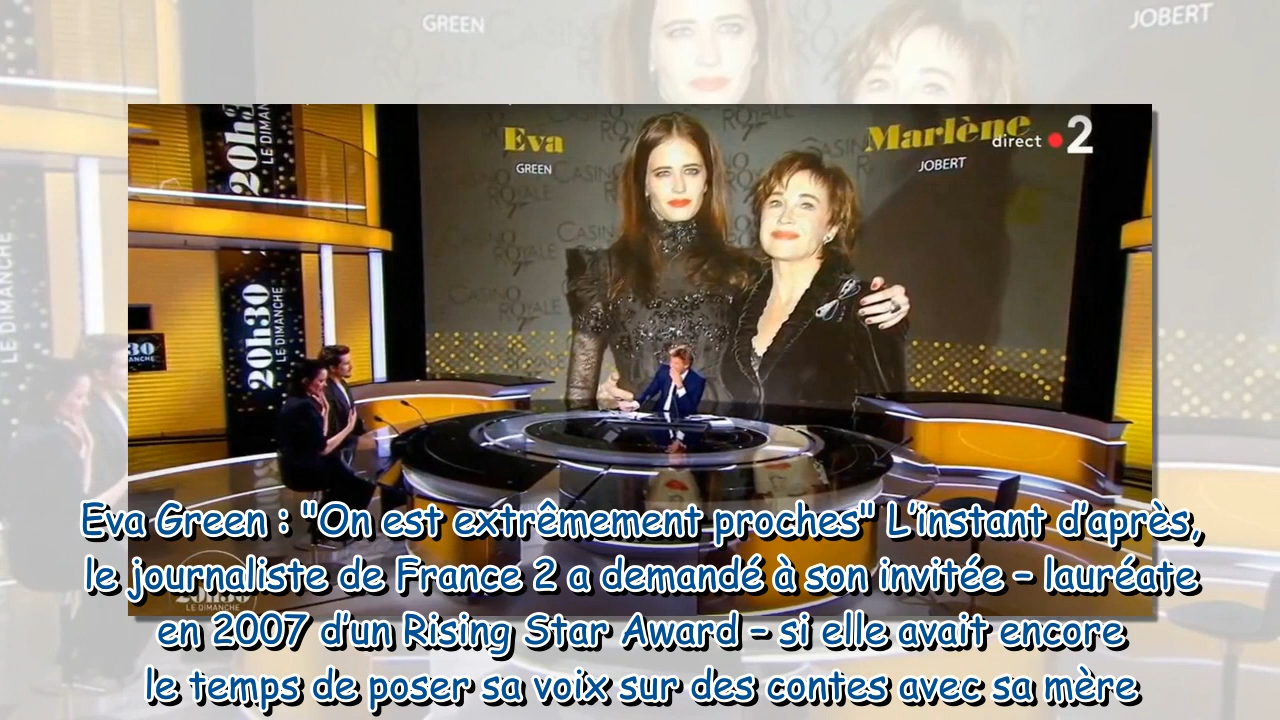 GREEN
JOBERT
Eva
GREEN
Marlène
JOBERT
direct 2
CASINO
ROYALE
20h30
LE DIMANCHE
20h30
LE DIMANCHE
LE DIMANCHE
Eva Green : "On est extrêmement proches" L'instant d'après,
le journaliste de France 2 a demandé à son invitée – lauréate
en 2007 d'un Rising Star Award – si elle avait encore
le temps de poser sa voix sur des contes avec sa mère